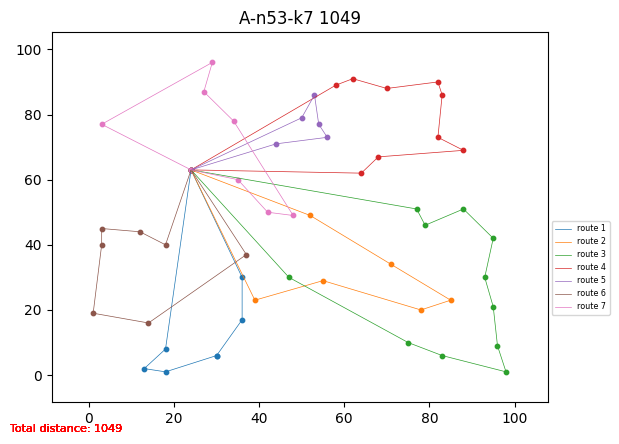 A-n53-k7 1049
100
80
60
40
20
0
0 20 40 60 80 100
route 1
route 2
route 3
route 4
route 5
route 6
route 7
Total distance: 1049